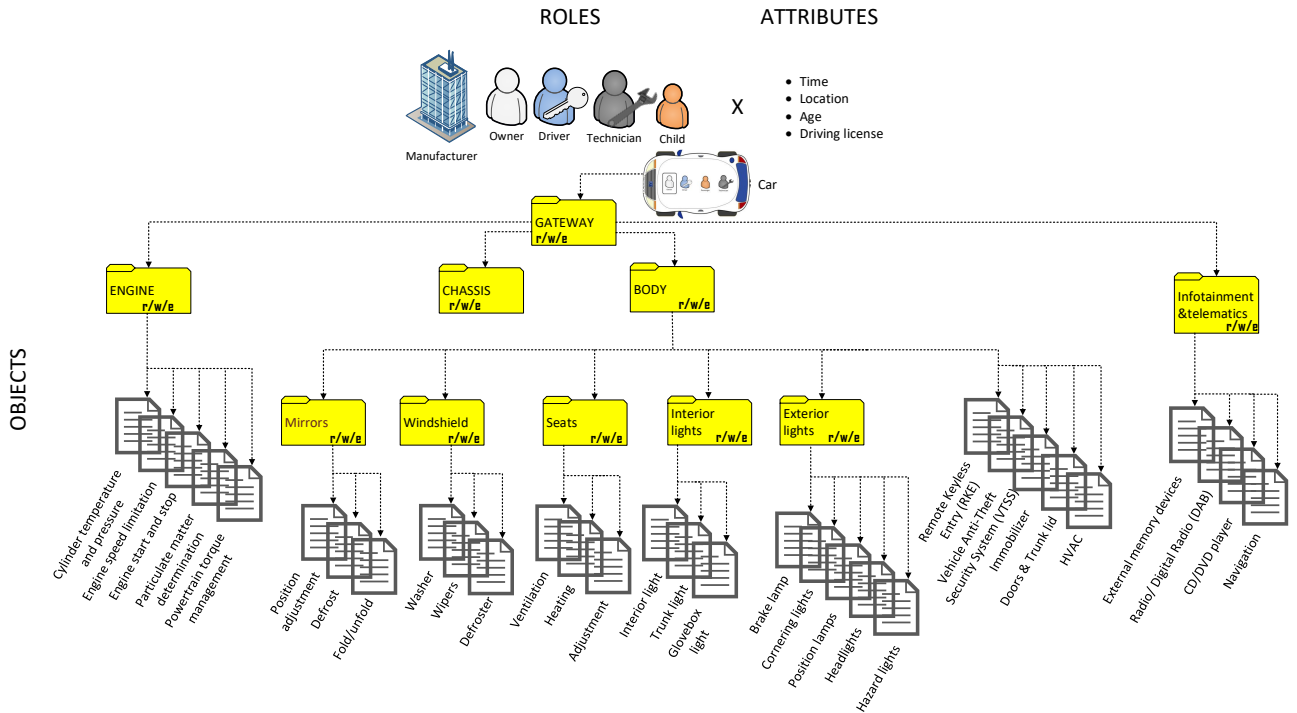 ROLES
ATTRIBUTES
Owner
Driver
Technician
Child
Manufacturer
X
• Time
• Location
• Age
• Driving license
Car
GATEWAY
r/w/e
ENGINE
r/w/e
CHASSIS
r/w/e
BODY
r/w/e
Infotainment
&telematics
r/w/e
OBJECTS
Mirrors
r/w/e
Windshield
r/w/e
Seats
r/w/e
Interior
lights
r/w/e
Exterior
lights
r/w/e
Cylinder temperature
and pressure
Engine speed limitation
Engine start and stop
Particulate matter
determination
Powertrain torque
management
Position
adjustment
Defrost
Fold/unfold
Washer
Wipers
Defroster
Ventilation
Heating
Adjustment
Interior light
Trunk light
Glovebox
light
Brake lamp
Cornering lights
Position lamps
Headlights
Hazard lights
Remote Keyless
Entry (RKE)
Vehicle Anti-Theft
Security System (VTSS)
Immobilizer
Doors & Trunk lid
HVAC
External memory devices
Radio/ Digital Radio (DAB)
CD/DVD player
Navigation